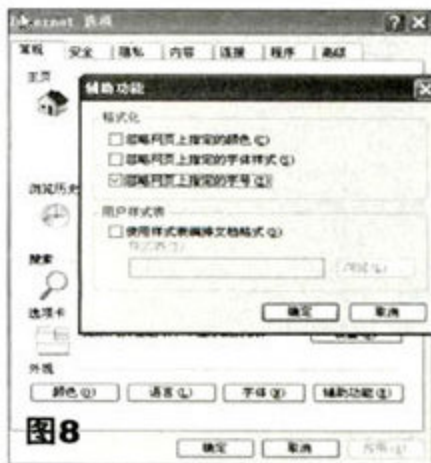 Internet 选项
常规 安全 隐私 内容 连接 程序 高级
主页
辅助功能
格式化
忽略网页上指定的颜色(C)
忽略网页上指定的字体样式(F)
忽略网页上指定的字号(Z)
浏览历史
用户样式表
使用样式表编排文档格式(D)
搜索
确定 取消
选项卡
外观
颜色(O) 语言(L) 字体(N) 辅助功能(E)
图8
确定 取消